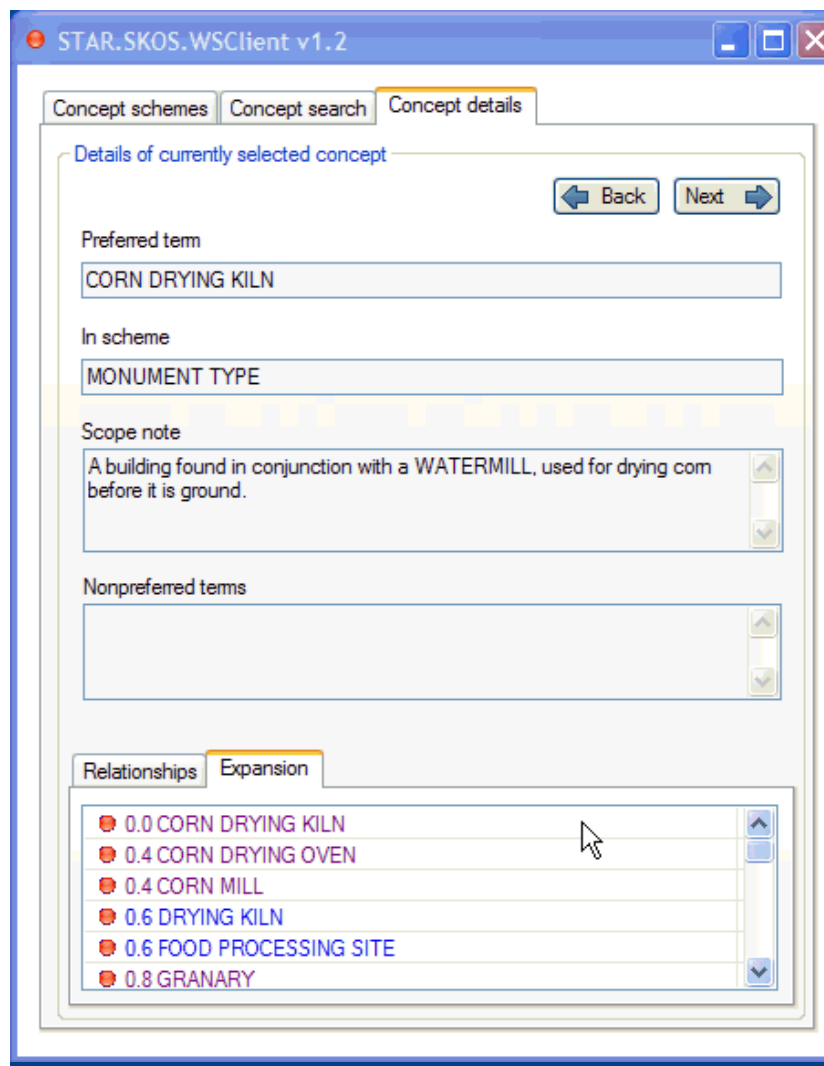 STAR.SKOS.WSClient v1.2
Concept schemes Concept search Concept details
Details of currently selected concept
Back Next
Preferred term
CORN DRYING KILN
In scheme
MONUMENT TYPE
Scope note
A building found in conjunction with a WATERMILL, used for drying corn
before it is ground.
Nonpreferred terms
Relationships Expansion
0.0 CORN DRYING KILN
0.4 CORN DRYING OVEN
0.4 CORN MILL
0.6 DRYING KILN
0.6 FOOD PROCESSING SITE
0.8 GRANARY